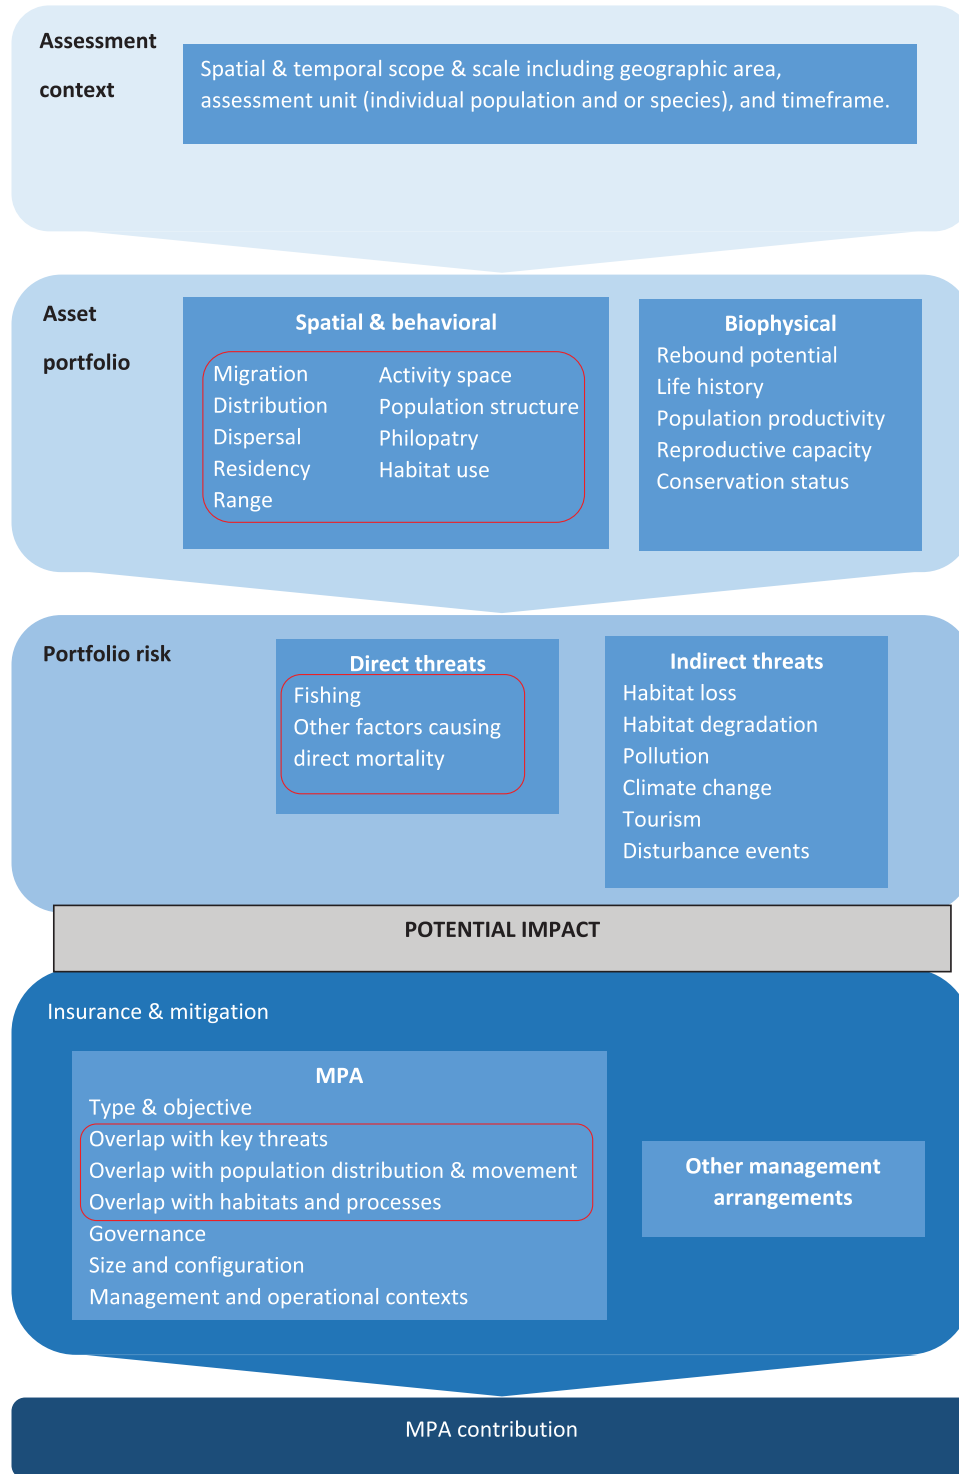 Assessment
context
Spatial & temporal scope & scale including geographic area,
assessment unit (individual population and or species), and timeframe.
Asset
portfolio
Spatial & behavioral
Migration
Distribution
Dispersal
Residency
Range
Activity space
Population structure
Philopatry
Habitat use
Biophysical
Rebound potential
Life history
Population productivity
Reproductive capacity
Conservation status
Portfolio risk
Direct threats
Fishing
Other factors causing
direct mortality
Indirect threats
Habitat loss
Habitat degradation
Pollution
Climate change
Tourism
Disturbance events
POTENTIAL IMPACT
Insurance & mitigation
MPA
Type & objective
Overlap with key threats
Overlap with population distribution & movement
Overlap with habitats and processes
Governance
Size and configuration
Management and operational contexts
Other management
arrangements
MPA contribution